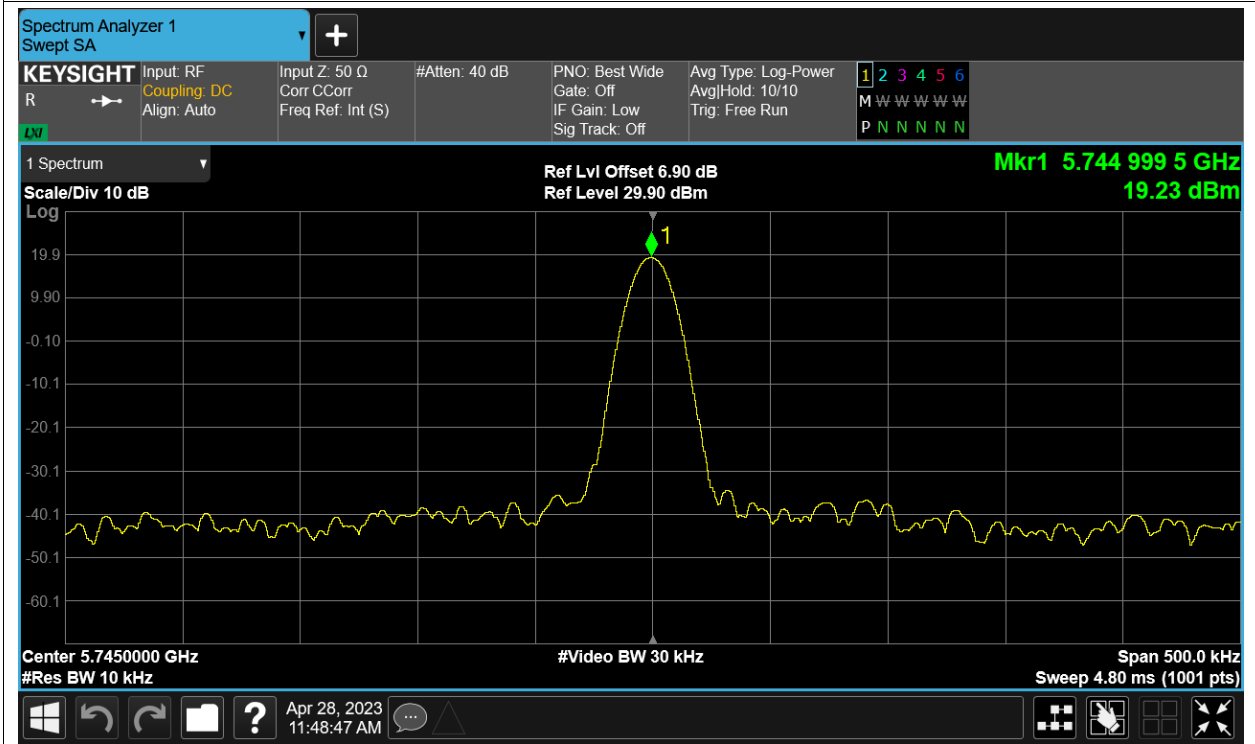 Spectrum Analyzer 1
Swept SA
+
KEYSIGHT
R
LXI
Input: RF
Coupling: DC
Align: Auto
Input Z: 50 Ω
Corr CCorr
Freq Ref: Int (S)
#Atten: 40 dB
PNO: Best Wide
Gate: Off
IF Gain: Low
Sig Track: Off
Avg Type: Log-Power
Avg|Hold: 10/10
Trig: Free Run
1 2 3 4 5 6
M W W W W W
P N N N N N
1 Spectrum
Scale/Div 10 dB
Log
Ref Lvl Offset 6.90 dB
Ref Level 29.90 dBm
Mkr1 5.744 999 5 GHz
19.23 dBm
1
19.9
9.90
-0.10
-10.1
-20.1
-30.1
-40.1
-50.1
-60.1
Center 5.7450000 GHz
#Video BW 30 kHz
Span 500.0 kHz
#Res BW 10 kHz
Sweep 4.80 ms (1001 pts)
?
Apr 28, 2023
11:48:47 AM